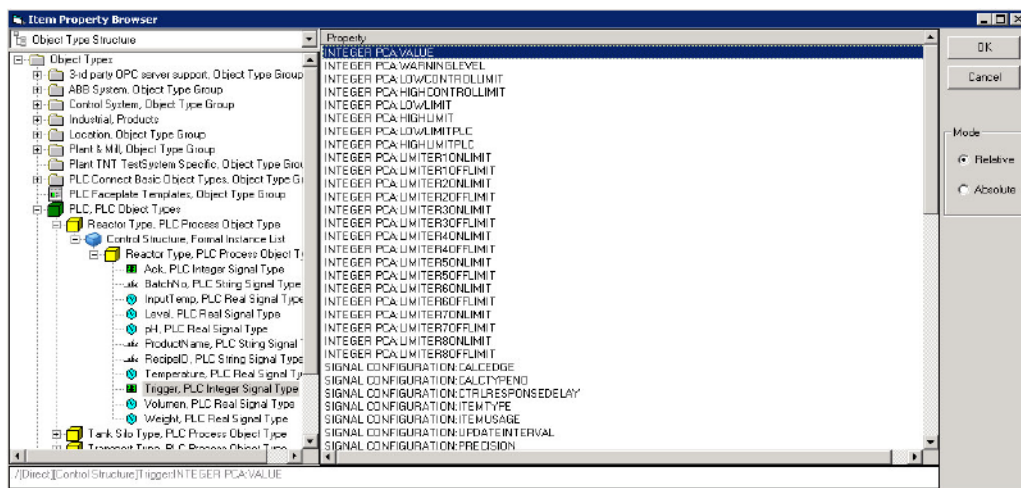 Item Property Browser
Object Type Structure
Object Types
3-rd party OPC server support, Object Type Group
ABB System, Object Type Group
Control System, Object Type Group
Industrial, Products
Location, Object Type Group
Plant & Mill, Object Type Group
Plant TNT TestSystem Specific, Object Type Grou
PLC Connect Basic Object Types, Object Type G
PLC Faceplate Templates, Object Type Group
PLC, PLC Object Types
Reactor Type, PLC Process Object Type
Control Structure, Formal Instance List
Reactor Type, PLC Process Object T
Ack, PLC Integer Signal Type
BatchNo, PLC String Signal Type
InputTemp, PLC Real Signal Type
Level, PLC Real Signal Type
pH, PLC Real Signal Type
ProductName, PLC String Signal T
RecipeID, PLC String Signal Type
Temperature, PLC Real Signal Ty
Trigger, PLC Integer Signal Type
Volumen, PLC Real Signal Type
Weight, PLC Real Signal Type
Tank Silo Type, PLC Process Object Type
Transport Type, PLC Process Object Type
Property
INTEGER PCA:VALUE
INTEGER PCA:WARNINGLEVEL
INTEGER PCA:LOWCONTROLLIMIT
INTEGER PCA:HIGHCONTROLLIMIT
INTEGER PCA:LOWLIMIT
INTEGER PCA:HIGHLIMIT
INTEGER PCA:LOWLIMITPLC
INTEGER PCA:HIGHLIMITPLC
INTEGER PCA:LIMITER1ONLIMIT
INTEGER PCA:LIMITER1OFFLIMIT
INTEGER PCA:LIMITER2ONLIMIT
INTEGER PCA:LIMITER2OFFLIMIT
INTEGER PCA:LIMITER3ONLIMIT
INTEGER PCA:LIMITER3OFFLIMIT
INTEGER PCA:LIMITER4ONLIMIT
INTEGER PCA:LIMITER4OFFLIMIT
INTEGER PCA:LIMITER5ONLIMIT
INTEGER PCA:LIMITER5OFFLIMIT
INTEGER PCA:LIMITER6ONLIMIT
INTEGER PCA:LIMITER6OFFLIMIT
INTEGER PCA:LIMITER7ONLIMIT
INTEGER PCA:LIMITER7OFFLIMIT
INTEGER PCA:LIMITER8ONLIMIT
INTEGER PCA:LIMITER8OFFLIMIT
SIGNAL CONFIGURATION:CALCEDGE
SIGNAL CONFIGURATION:CALCTYPENO
SIGNAL CONFIGURATION:CTRLRESPONSEDELAY
SIGNAL CONFIGURATION:ITEMTYPE
SIGNAL CONFIGURATION:ITEMUSAGE
SIGNAL CONFIGURATION:UPDATEINTERVAL
SIGNAL CONFIGURATION:PRECISION
OK
Cancel
Mode
Relative
Absolute
/[Direct][Control Structure]Trigger:INTEGER PCA:VALUE